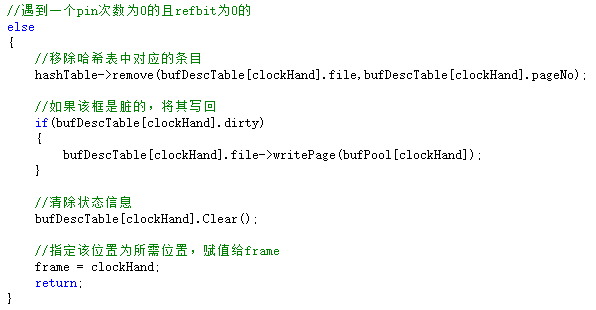 //遇到一个pin次数为0的且refbit为0的
else
{
//移除哈希表中对应的条目
hashTable->remove(bufDescTable[clockHand].file,bufDescTable[clockHand].pageNo);
//如果该框是脏的，将其写回
if(bufDescTable[clockHand].dirty)
{
bufDescTable[clockHand].file->writePage(bufPool[clockHand]);
}
//清除状态信息
bufDescTable[clockHand].Clear();
//指定该位置为所需位置，赋值给frame
frame = clockHand;
return;
}